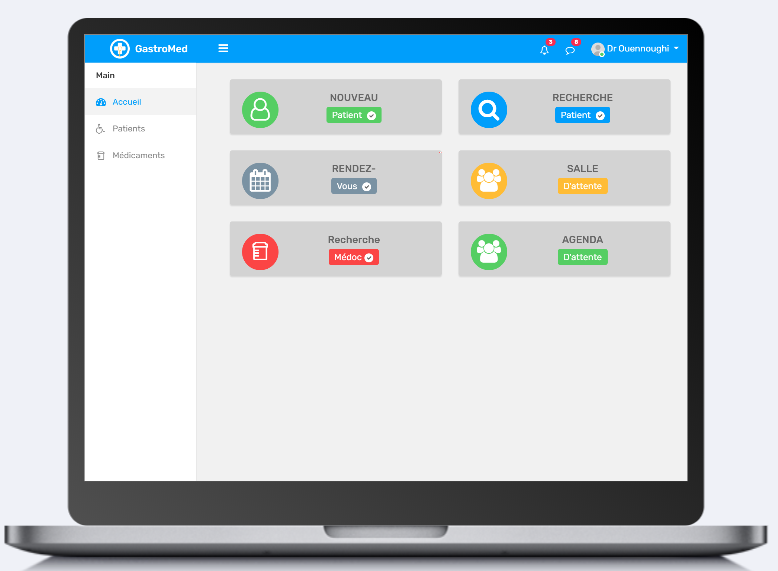 GastroMed
3
8
Dr Ouennoughi
Main
Accueil
Patients
Médicaments
NOUVEAU
Patient
RECHERCHE
Patient
RENDEZ-
Vous
SALLE
D'attente
Recherche
Médoc
AGENDA
D'attente